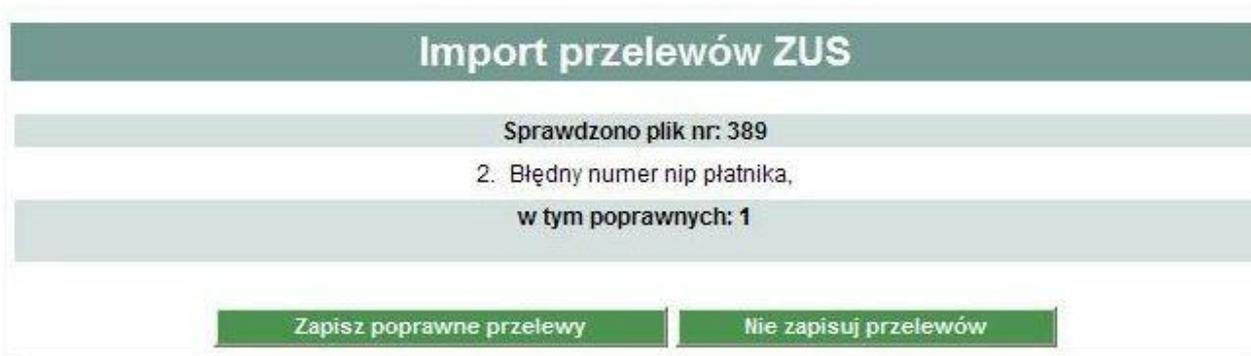 Import przelewów ZUS
Sprawdzono plik nr: 389
2. Błędny numer nip płatnika,
w tym poprawnych: 1
Zapisz poprawne przelewy Nie zapisuj przelewów